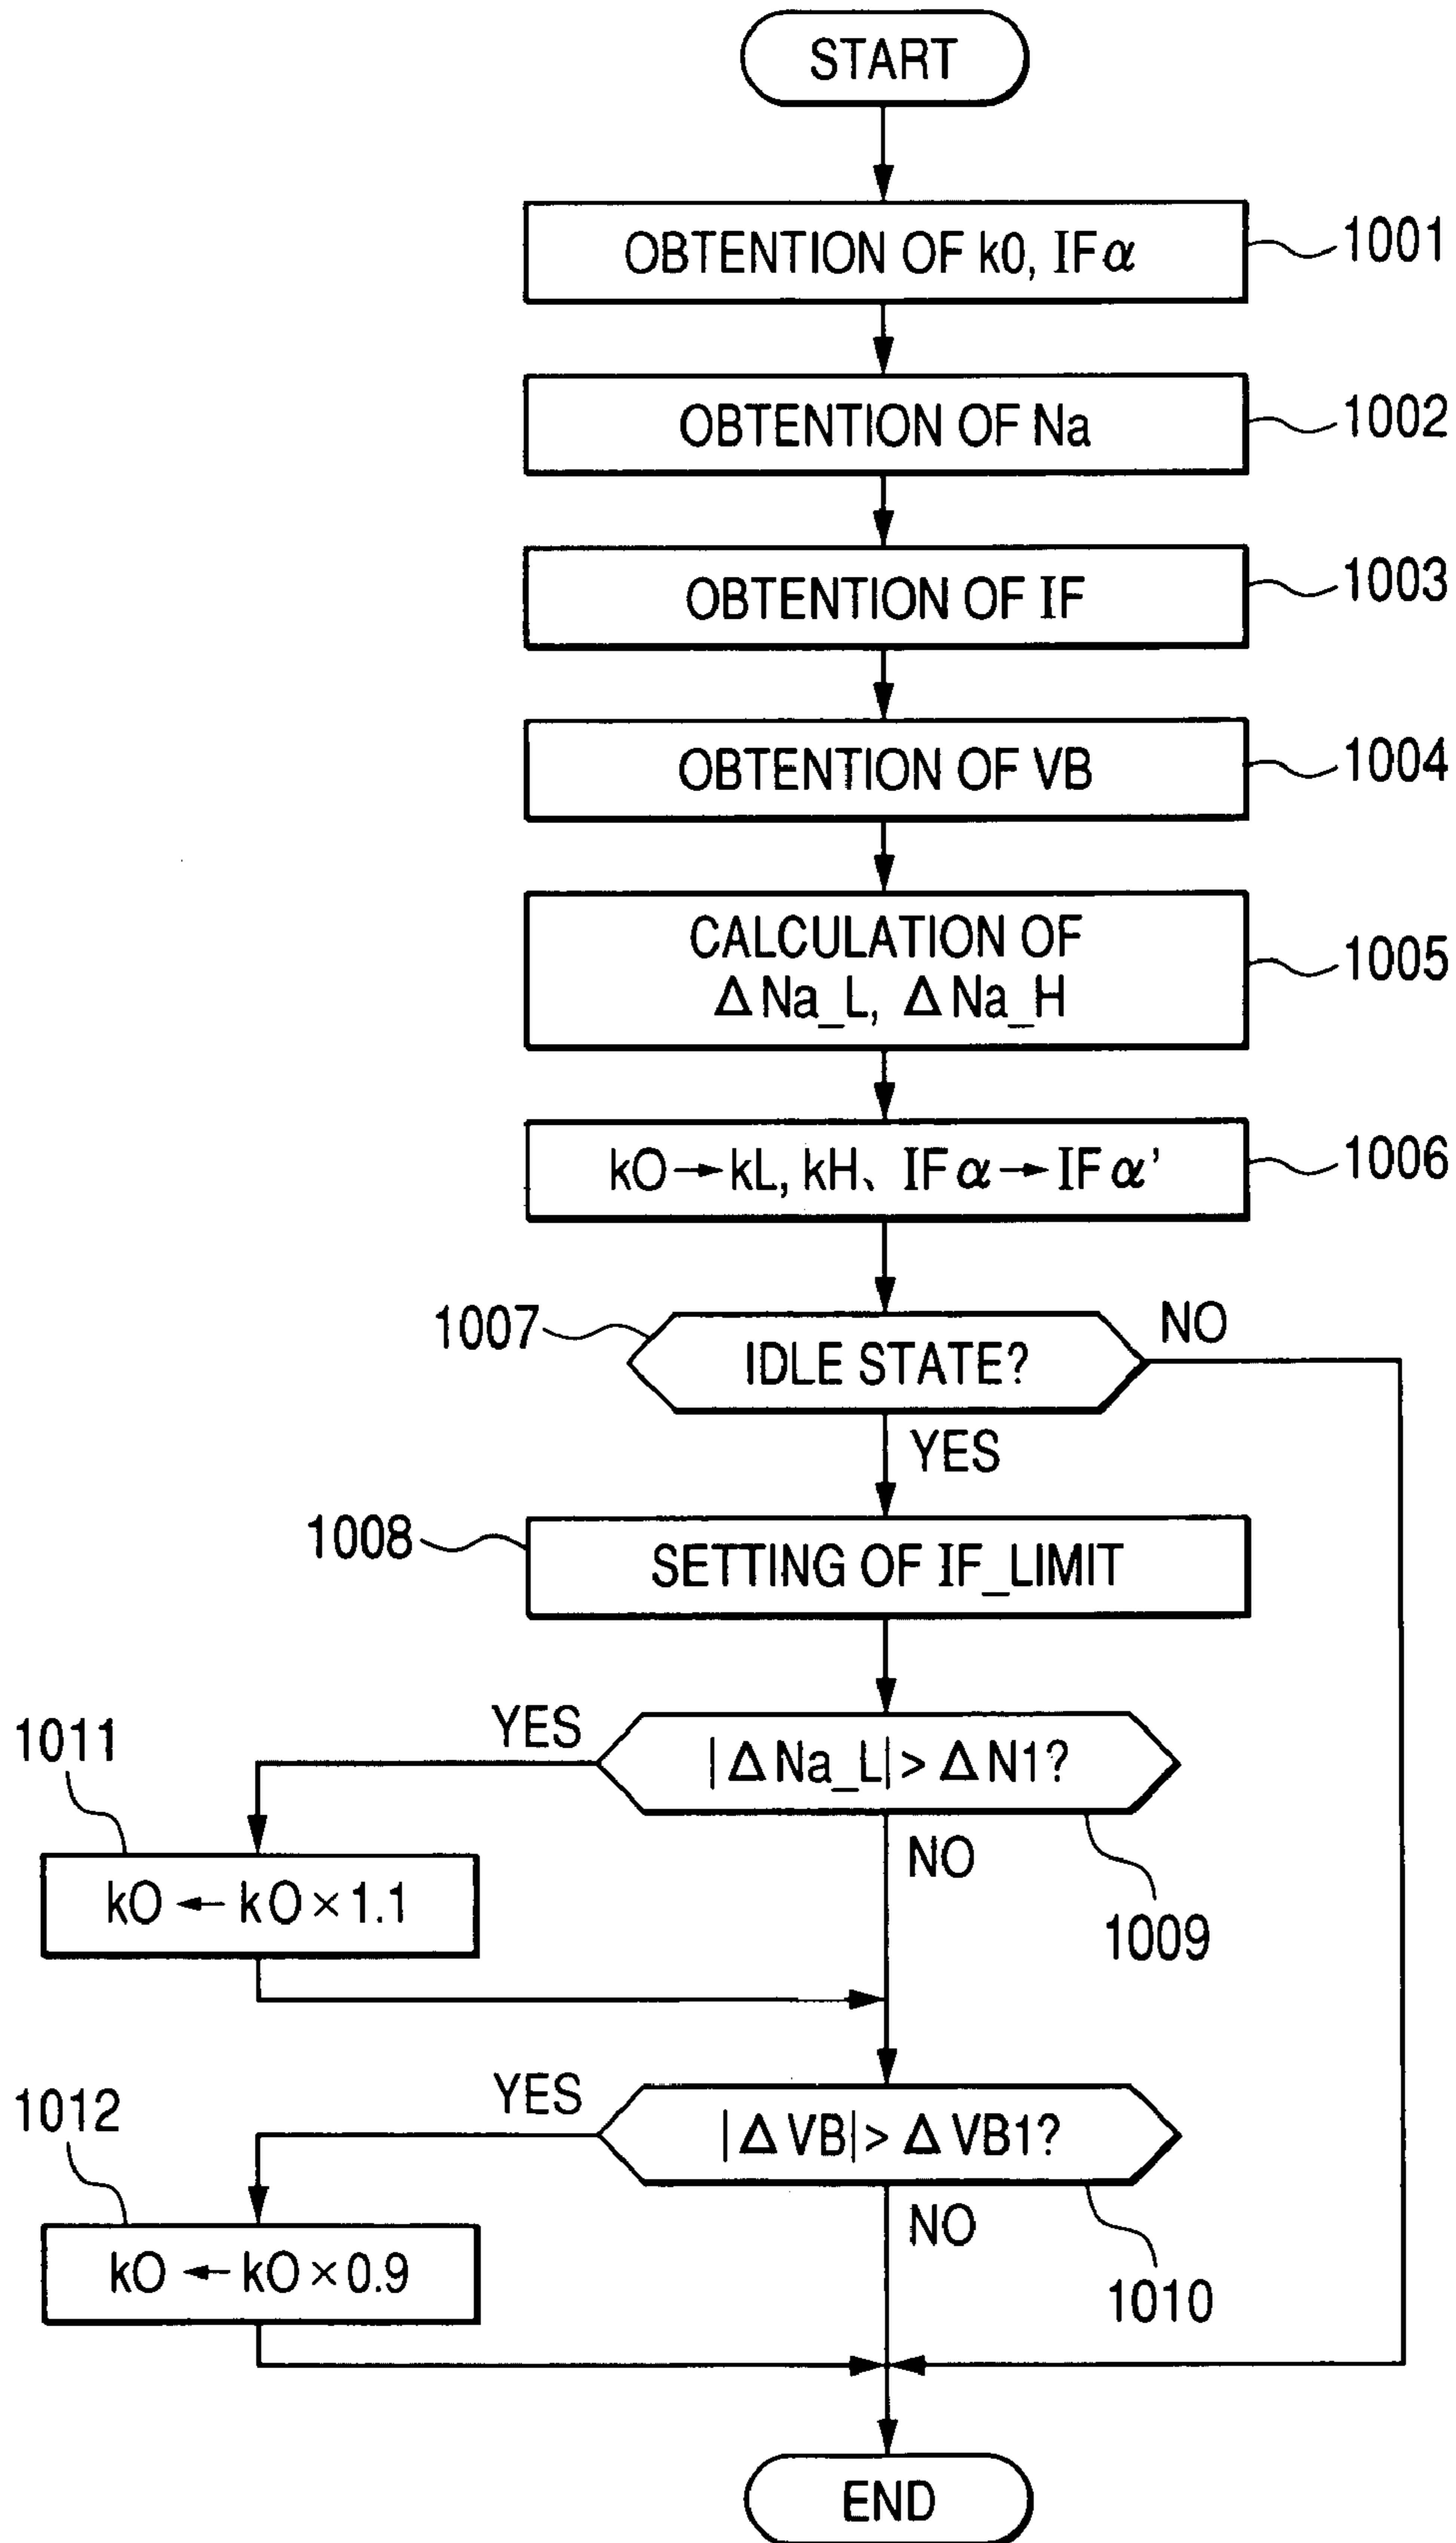 START
OBTENTION OF k0, IFα
1001
OBTENTION OF Na
1002
OBTENTION OF IF
1003
OBTENTION OF VB
1004
CALCULATION OF
ΔNa_L, ΔNa_H
1005
kO→kL, kH、IFα→IFα'
1006
1007
IDLE STATE?
NO
YES
1008
SETTING OF IF_LIMIT
YES
|ΔNa_L|>ΔN1?
1011
NO
1009
kO←kO×1.1
YES
|ΔVB|>ΔVB1?
1012
NO
1010
kO←kO×0.9
END